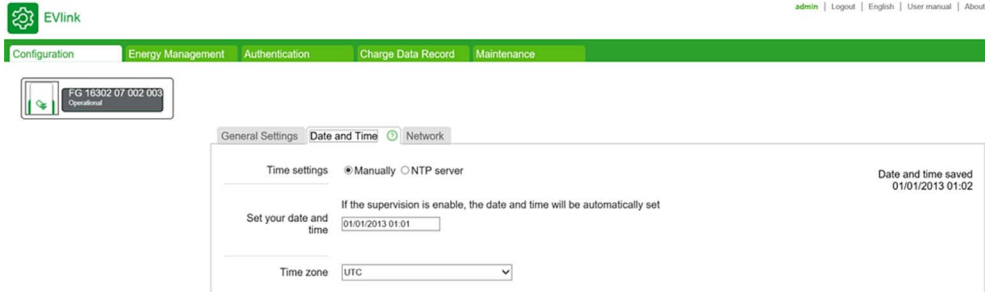 admin | Logout | English | User manual | About
EVlink
Configuration Energy Management Authentication Charge Data Record Maintenance
FG 16302 07 002 003
Operational
General Settings Date and Time ? Network
Time settings Manually NTP server
Date and time saved
01/01/2013 01:02
If the supervision is enable, the date and time will be automatically set
Set your date and time
01/01/2013 01:01
Time zone UTC